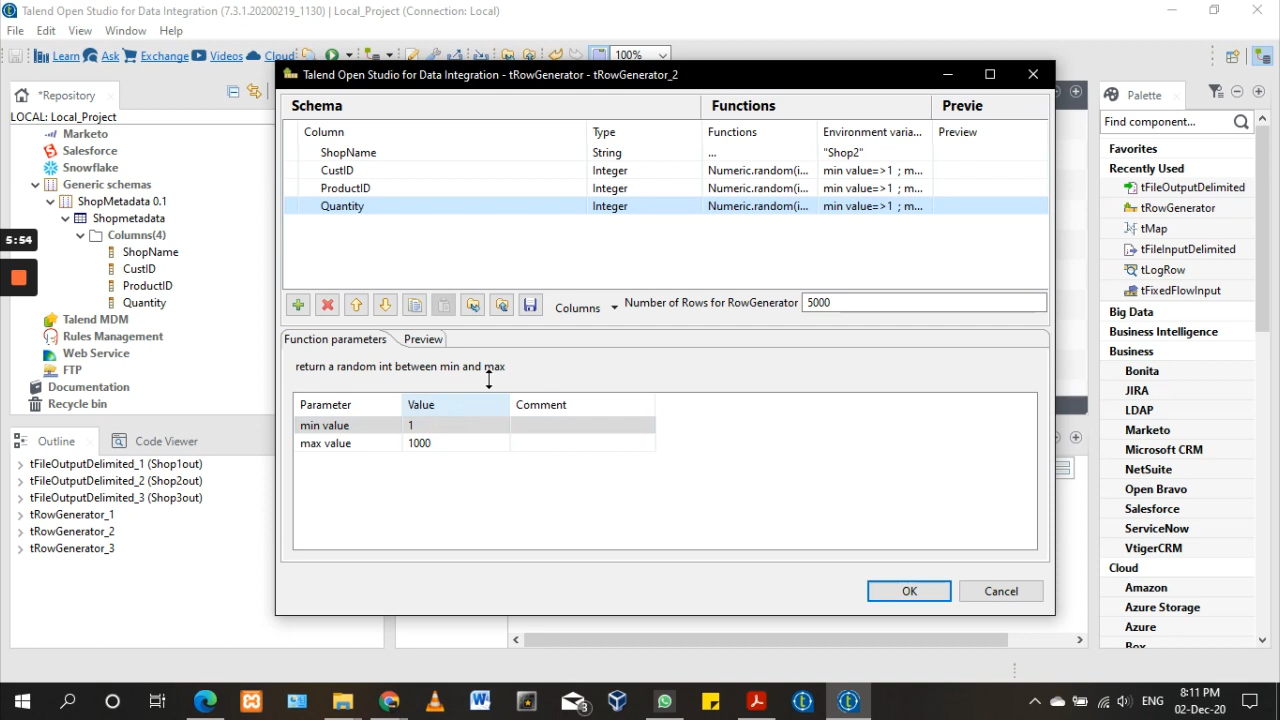 Talend Open Studio for Data Integration (7.3.1.20200219_1130) | Local_Project (Connection: Local)
File Edit View Window Help
Learn Ask Exchange Videos Cloud 100%
Talend Open Studio for Data Integration - tRowGenerator - tRowGenerator_2
*Repository
LOCAL: Local_Project
Marketo
Salesforce
Snowflake
Generic schemas
ShopMetadata 0.1
Shopmetadata
Columns(4)
ShopName
CustID
ProductID
Quantity
Talend MDM
Rules Management
Web Service
FTP
Documentation
Recycle bin
5:54
Outline Code Viewer
tFileOutputDelimited_1 (Shop1out)
tFileOutputDelimited_2 (Shop2out)
tFileOutputDelimited_3 (Shop3out)
tRowGenerator_1
tRowGenerator_2
tRowGenerator_3
Schema Functions Previe
Column Type Functions Environment varia... Preview
ShopName String ... "Shop2"
CustID Integer Numeric.random(i... min value=>1 ; m...
ProductID Integer Numeric.random(i... min value=>1 ; m...
Quantity Integer Numeric.random(i... min value=>1 ; m...
Columns Number of Rows for RowGenerator 5000
Function parameters Preview
return a random int between min and max
Parameter Value Comment
min value 1
max value 1000
OK Cancel
Palette
Find component...
Favorites
Recently Used
tFileOutputDelimited
tRowGenerator
tMap
tFileInputDelimited
tLogRow
tFixedFlowInput
Big Data
Business Intelligence
Business
Bonita
JIRA
LDAP
Marketo
Microsoft CRM
NetSuite
Open Bravo
Salesforce
ServiceNow
VtigerCRM
Cloud
Amazon
Azure Storage
Azure
Box
3
ENG
8:11 PM
02-Dec-20